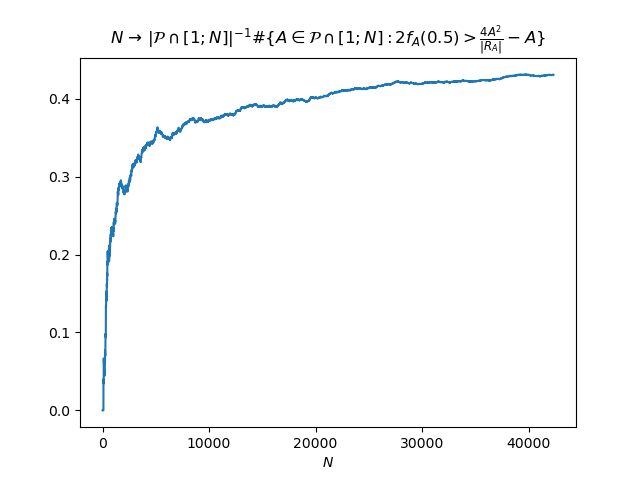 N → |𝒫 ∩ [1; N]|⁻¹#{A ∈ 𝒫 ∩ [1; N] : 2f_A(0.5) > \frac{4A²}{|R_A|} − A}
0.4
0.3
0.2
0.1
0.0
0 10000 20000 30000 40000
N